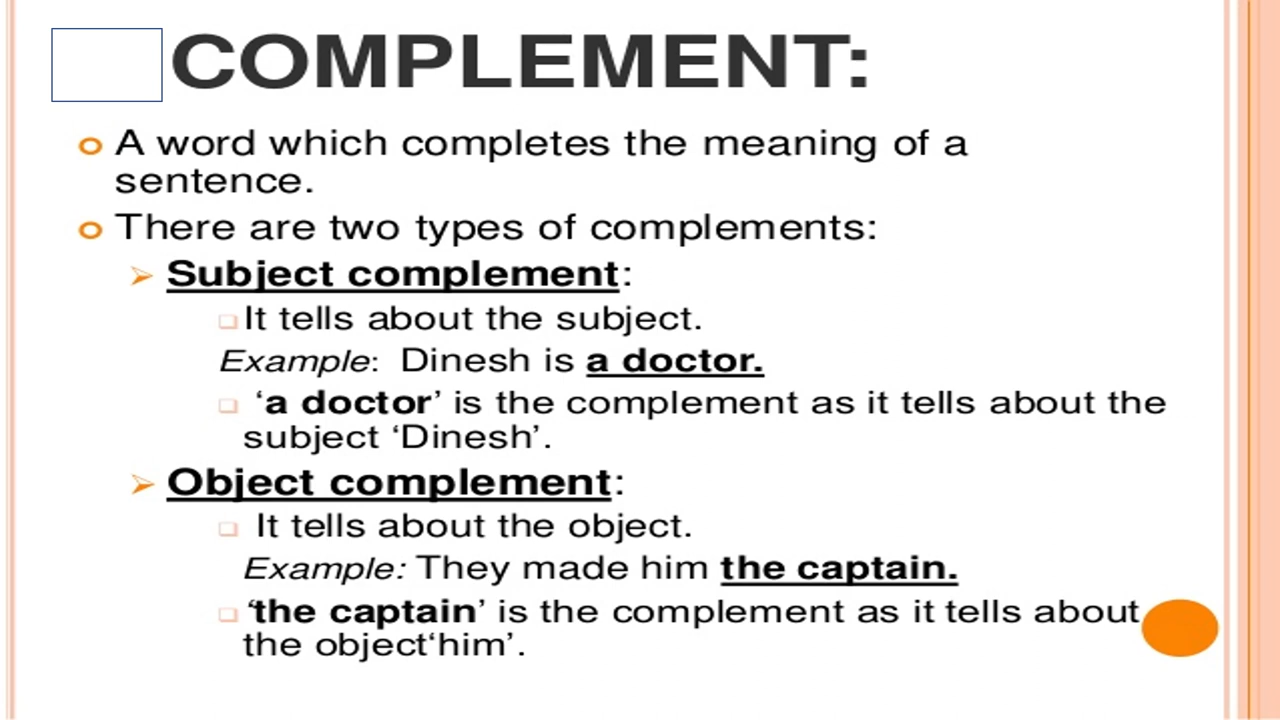 COMPLEMENT:
A word which completes the meaning of a
sentence.
There are two types of complements:
Subject complement:
It tells about the subject.
Example: Dinesh is a doctor.
‘a doctor’ is the complement as it tells about the
subject ‘Dinesh’.
Object complement:
It tells about the object.
Example: They made him the captain.
‘the captain’ is the complement as it tells about
the object‘him’.